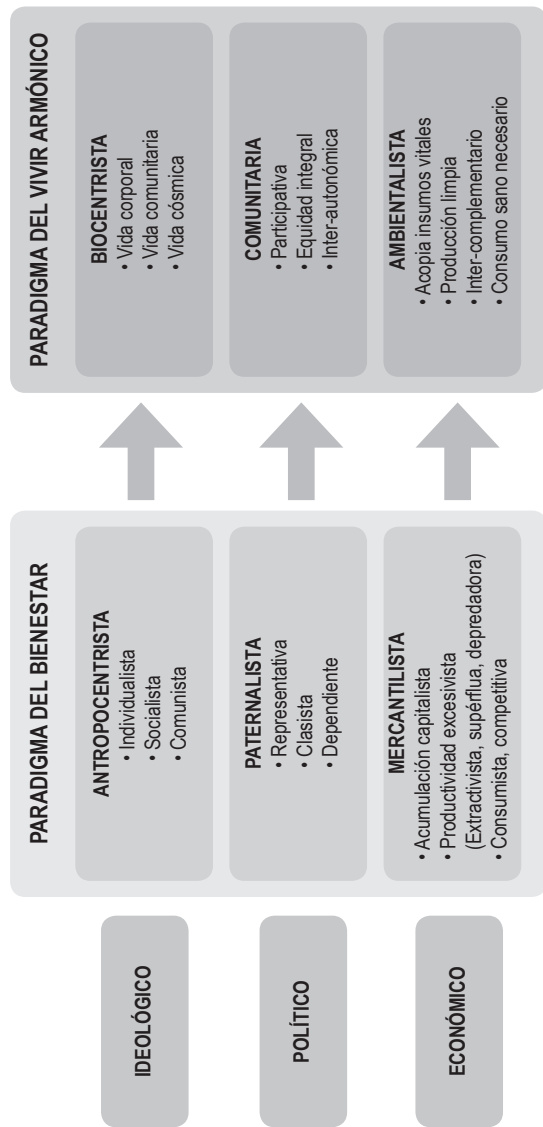 PARADIGMA DEL BIENESTAR
PARADIGMA DEL VIVIR ARMÓNICO
IDEOLÓGICO
ANTROPOCENTRISTA
• Individualista
• Socialista
• Comunista
BIOCENTRISTA
• Vida corporal
• Vida comunitaria
• Vida cósmica
POLÍTICO
PATERNALISTA
• Representativa
• Clasista
• Dependiente
COMUNITARIA
• Participativa
• Equidad integral
• Inter-autonómica
ECONÓMICO
MERCANTILISTA
• Acumulación capitalista
• Productividad excesivista
(Extractivista, supérflua, depredadora)
• Consumista, competitiva
AMBIENTALISTA
• Acopia insumos vitales
• Producción limpia
• Inter-complementario
• Consumo sano necesario